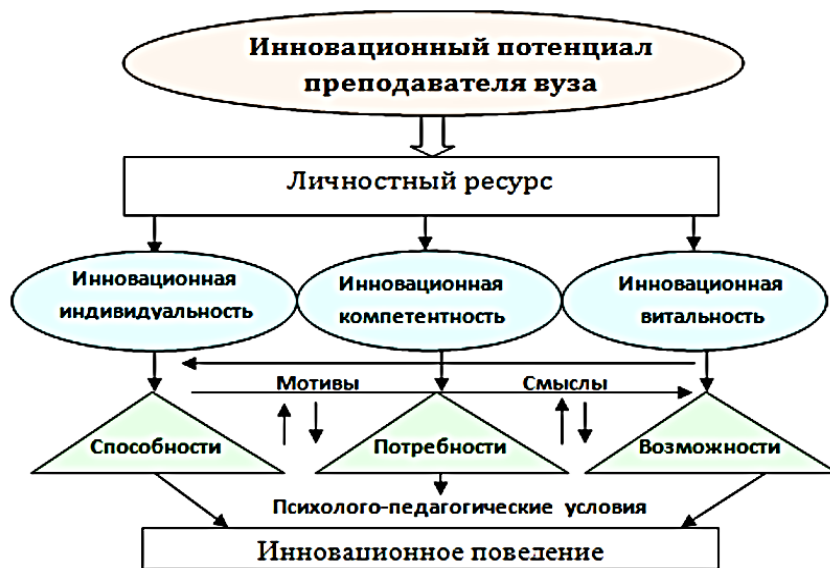 Инновационный потенциал
преподавателя вуза
Личностный ресурс
Инновационная
индивидуальность
Инновационная
компетентность
Инновационная
витальность
Мотивы
Смыслы
Способности
Потребности
Возможности
Психолого-педагогические условия
Инновационное поведение